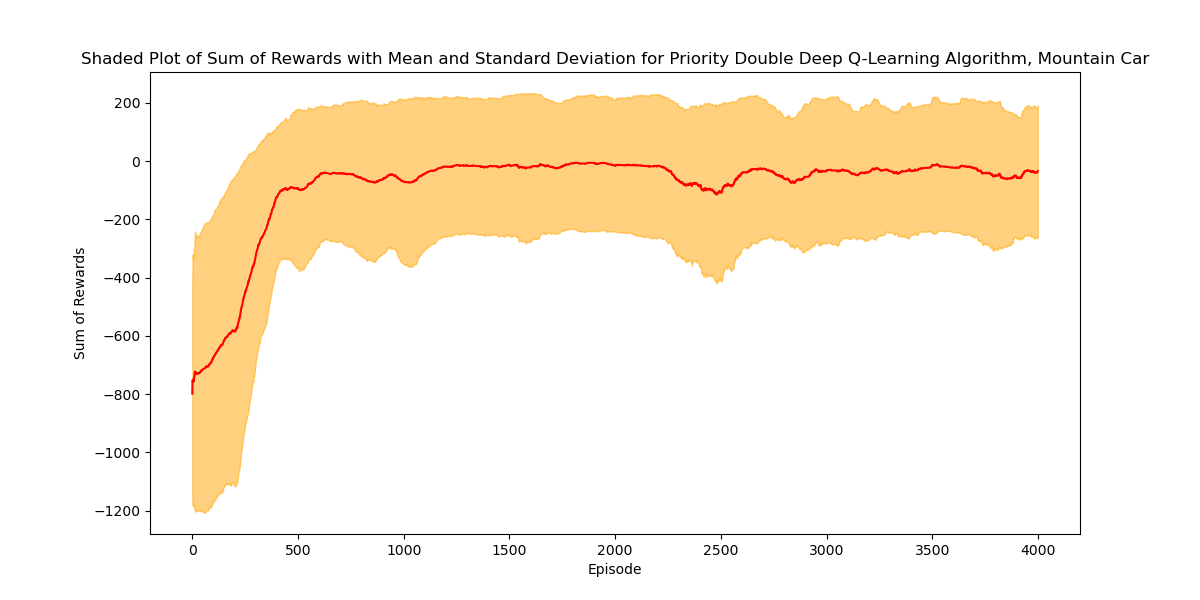 Shaded Plot of Sum of Rewards with Mean and Standard Deviation for Priority Double Deep Q-Learning Algorithm, Mountain Car
200
0
−200
−400
−600
−800
−1000
−1200
Sum of Rewards
0 500 1000 1500 2000 2500 3000 3500 4000
Episode